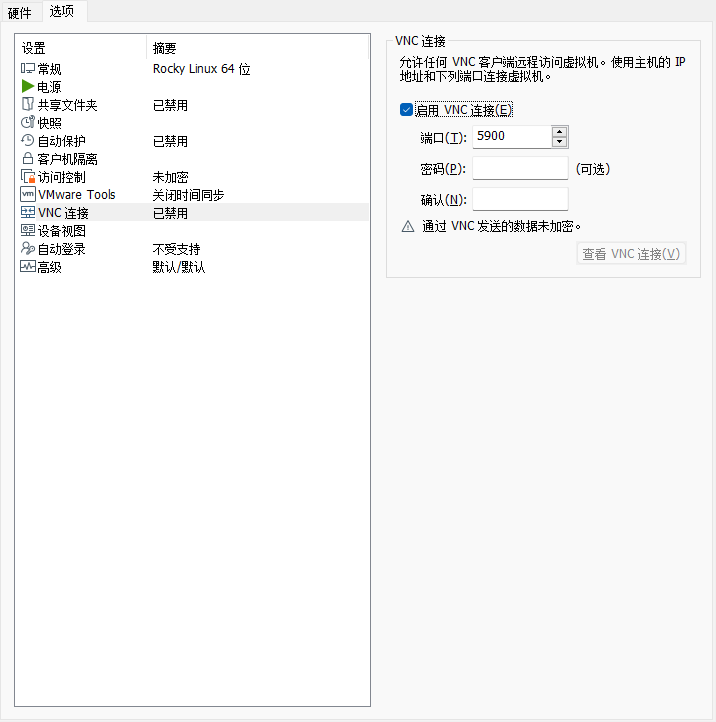 硬件 选项
设置 摘要
常规 Rocky Linux 64 位
电源
共享文件夹 已禁用
快照
自动保护 已禁用
客户机隔离
访问控制 未加密
vm VMware Tools 关闭时间同步
VNC 连接 已禁用
设备视图
自动登录 不受支持
高级 默认/默认
VNC 连接
允许任何 VNC 客户端远程访问虚拟机。使用主机的 IP
地址和下列端口连接虚拟机。
启用 VNC 连接(E)
端口(T): 5900
密码(P): (可选)
确认(N):
通过 VNC 发送的数据未加密。
查看 VNC 连接(V)